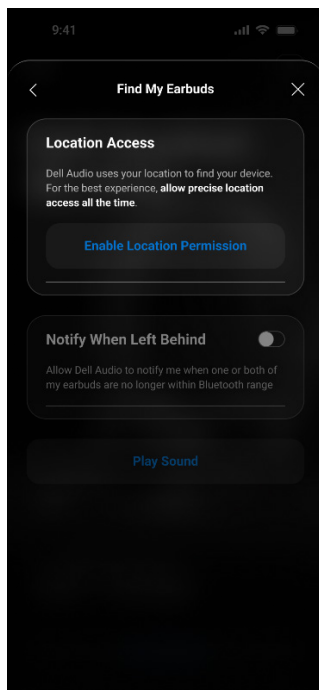 9:41
Find My Earbuds
Location Access
Dell Audio uses your location to find your device.
For the best experience, allow precise location
access all the time.
Enable Location Permission
Notify When Left Behind
Allow Dell Audio to notify me when one or both of
my earbuds are no longer within Bluetooth range
Play Sound